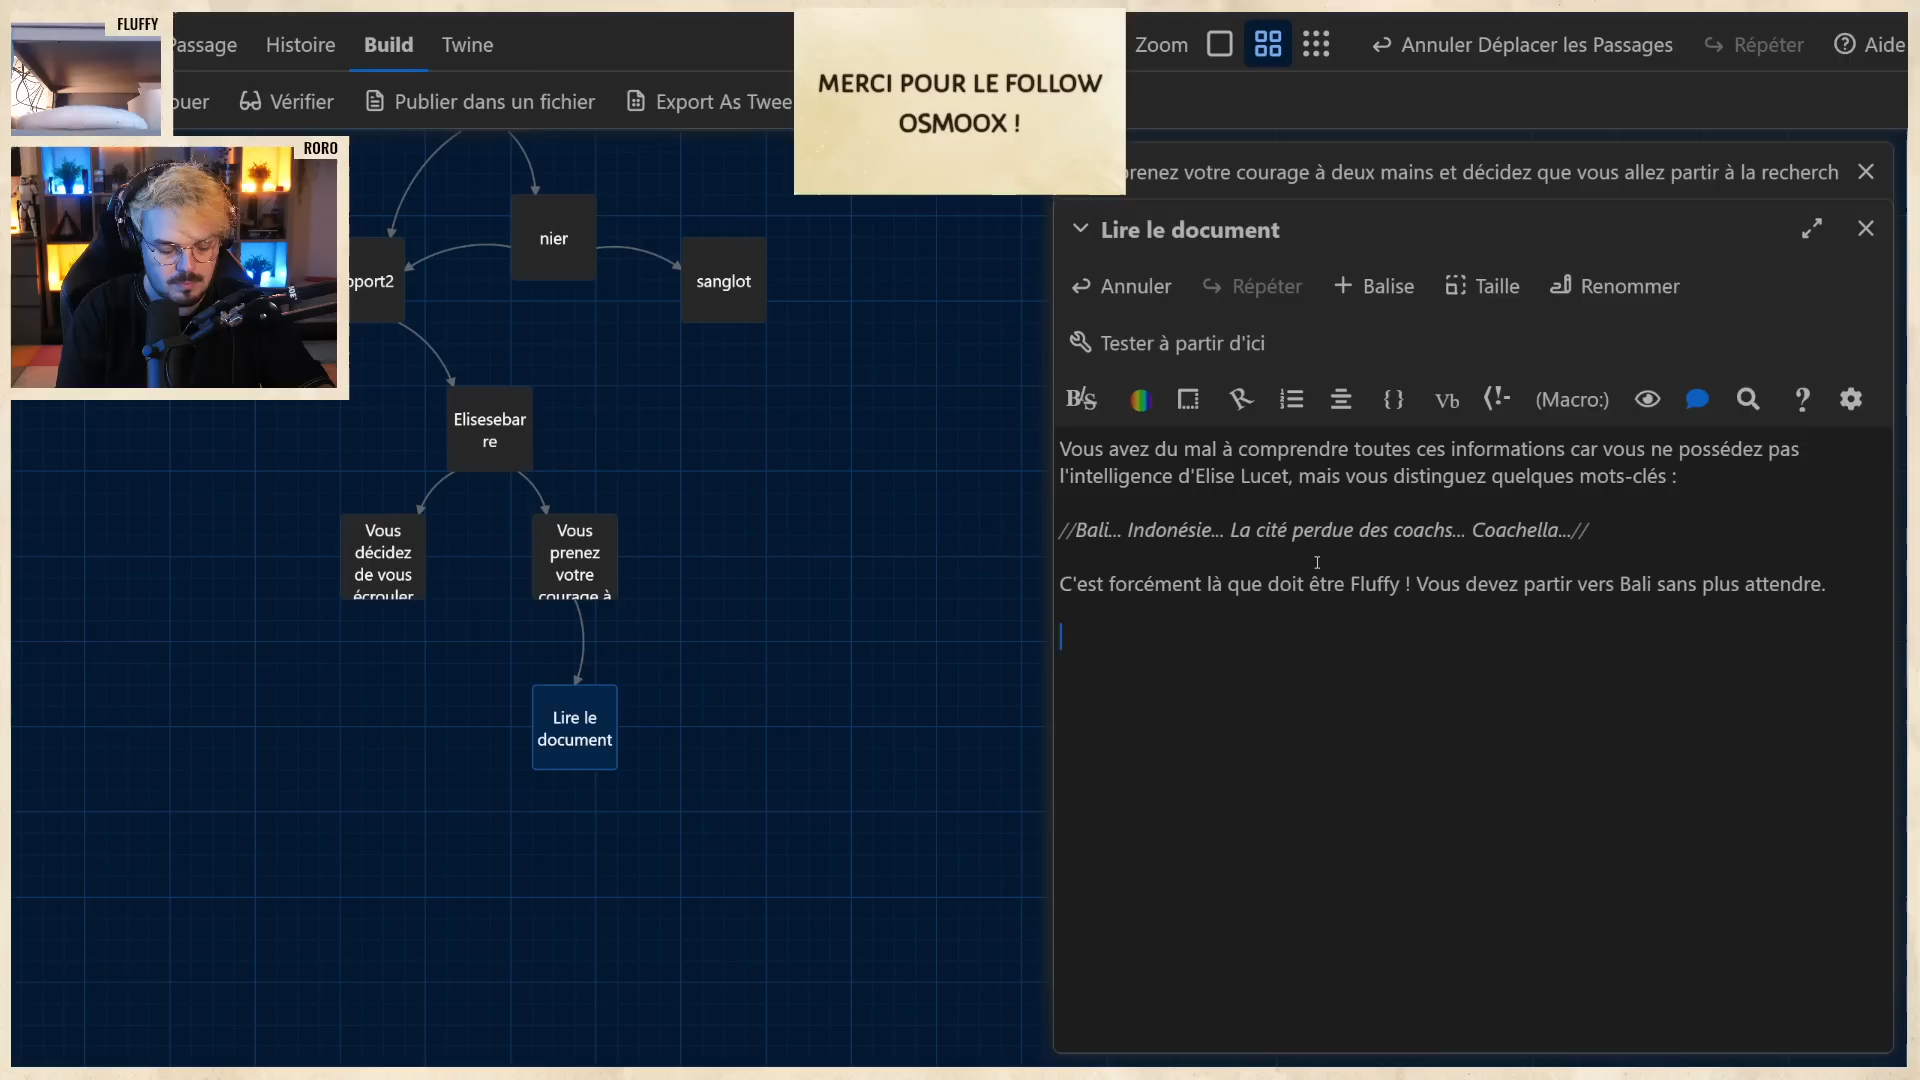 FLUFFY
RORO
Passage Histoire Build Twine
ouer Vérifier Publier dans un fichier Export As Twee
MERCI POUR LE FOLLOW
OSMOOX !
Zoom Annuler Déplacer les Passages Répéter Aide
prenez votre courage à deux mains et décidez que vous allez partir à la recherch
Lire le document
Annuler Répéter + Balise Taille Renommer
Tester à partir d'ici
(Macro:)
Vous avez du mal à comprendre toutes ces informations car vous ne possédez pas
l'intelligence d'Elise Lucet, mais vous distinguez quelques mots-clés :
//Bali... Indonésie... La cité perdue des coachs... Coachella...//
C'est forcément là que doit être Fluffy ! Vous devez partir vers Bali sans plus attendre.
nier
pport2
sanglot
Elisesebar
re
Vous
décidez
de vous
écrouler
Vous
prenez
votre
courage à
Lire le
document